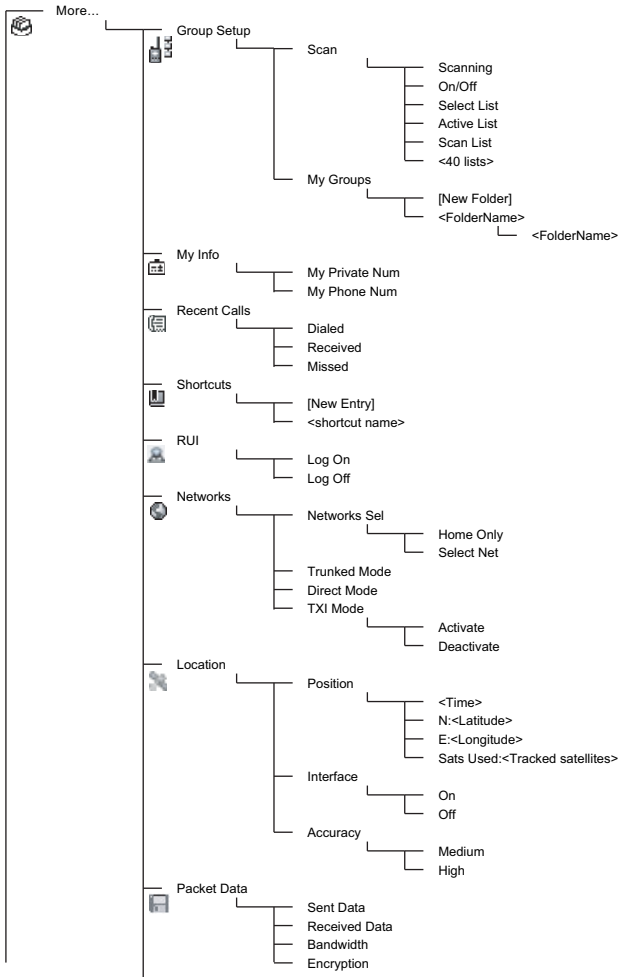 More...
Group Setup
Scan
Scanning
On/Off
Select List
Active List
Scan List
<40 lists>
My Groups
[New Folder]
<FolderName>
<FolderName>
My Info
My Private Num
My Phone Num
Recent Calls
Dialed
Received
Missed
Shortcuts
[New Entry]
<shortcut name>
RUI
Log On
Log Off
Networks
Networks Sel
Home Only
Select Net
Trunked Mode
Direct Mode
TXI Mode
Activate
Deactivate
Location
Position
<Time>
N:<Latitude>
E:<Longitude>
Sats Used:<Tracked satellites>
Interface
On
Off
Accuracy
Medium
High
Packet Data
Sent Data
Received Data
Bandwidth
Encryption